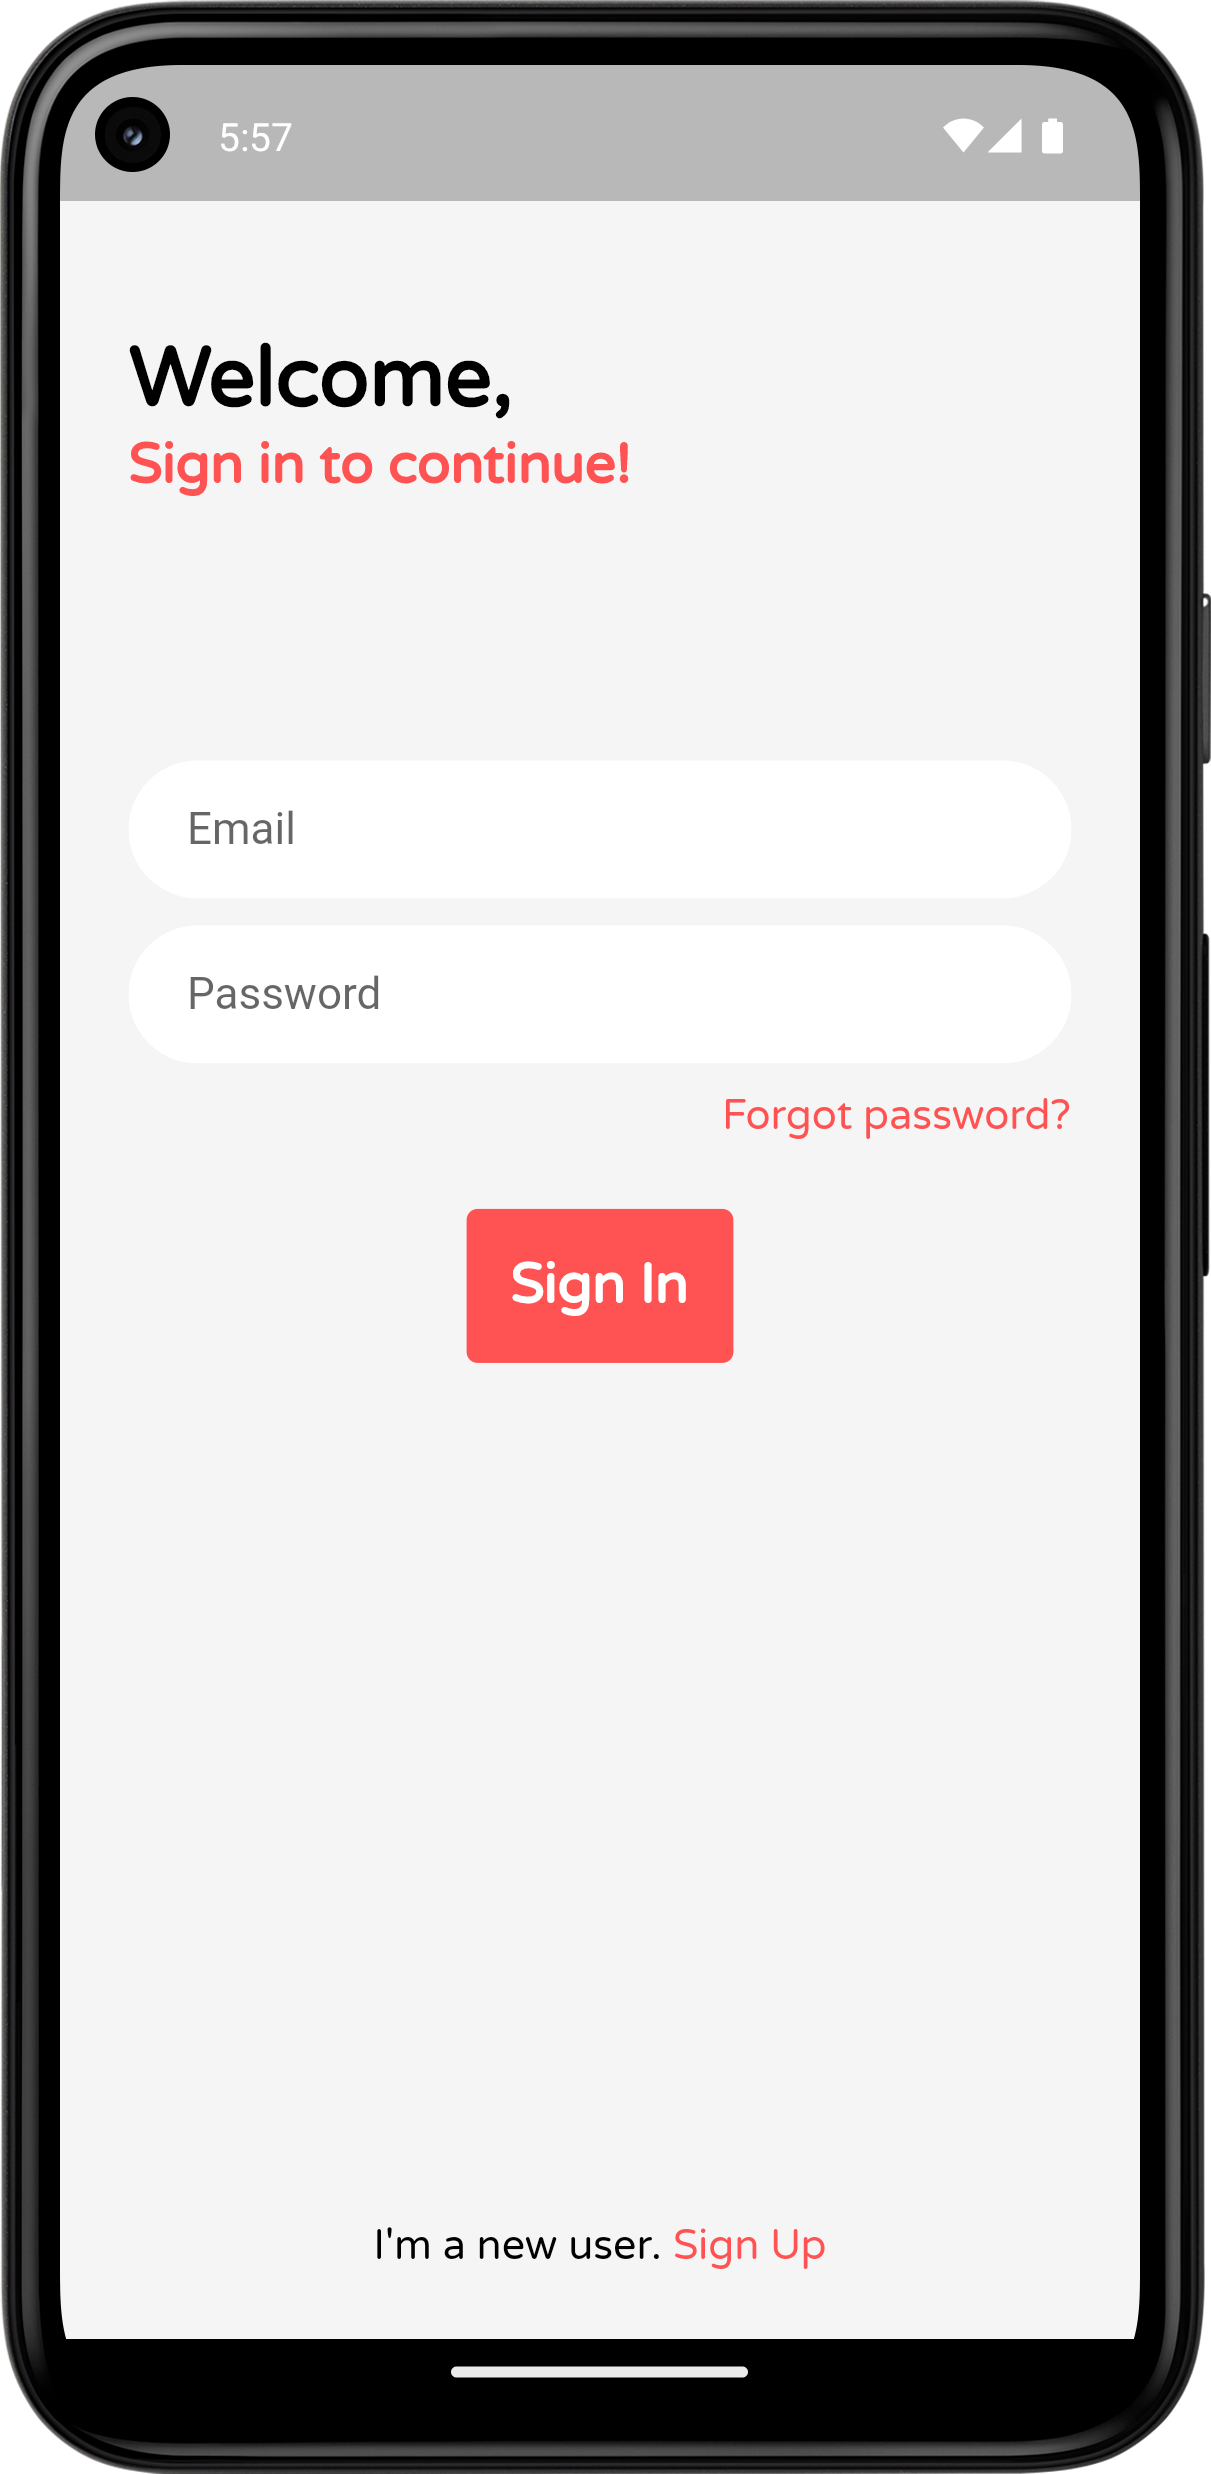 5:57
Welcome,
Sign in to continue!
Email
Password
Forgot password?
Sign In
I'm a new user. Sign Up